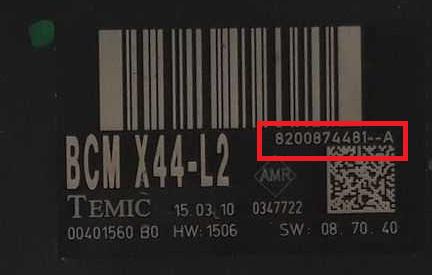 8200874481--A
BCM X44-L2
AMR
TEMIC 15.03.10 0347722
00401560 B0 HW: 1506 SW: 08. 70. 40